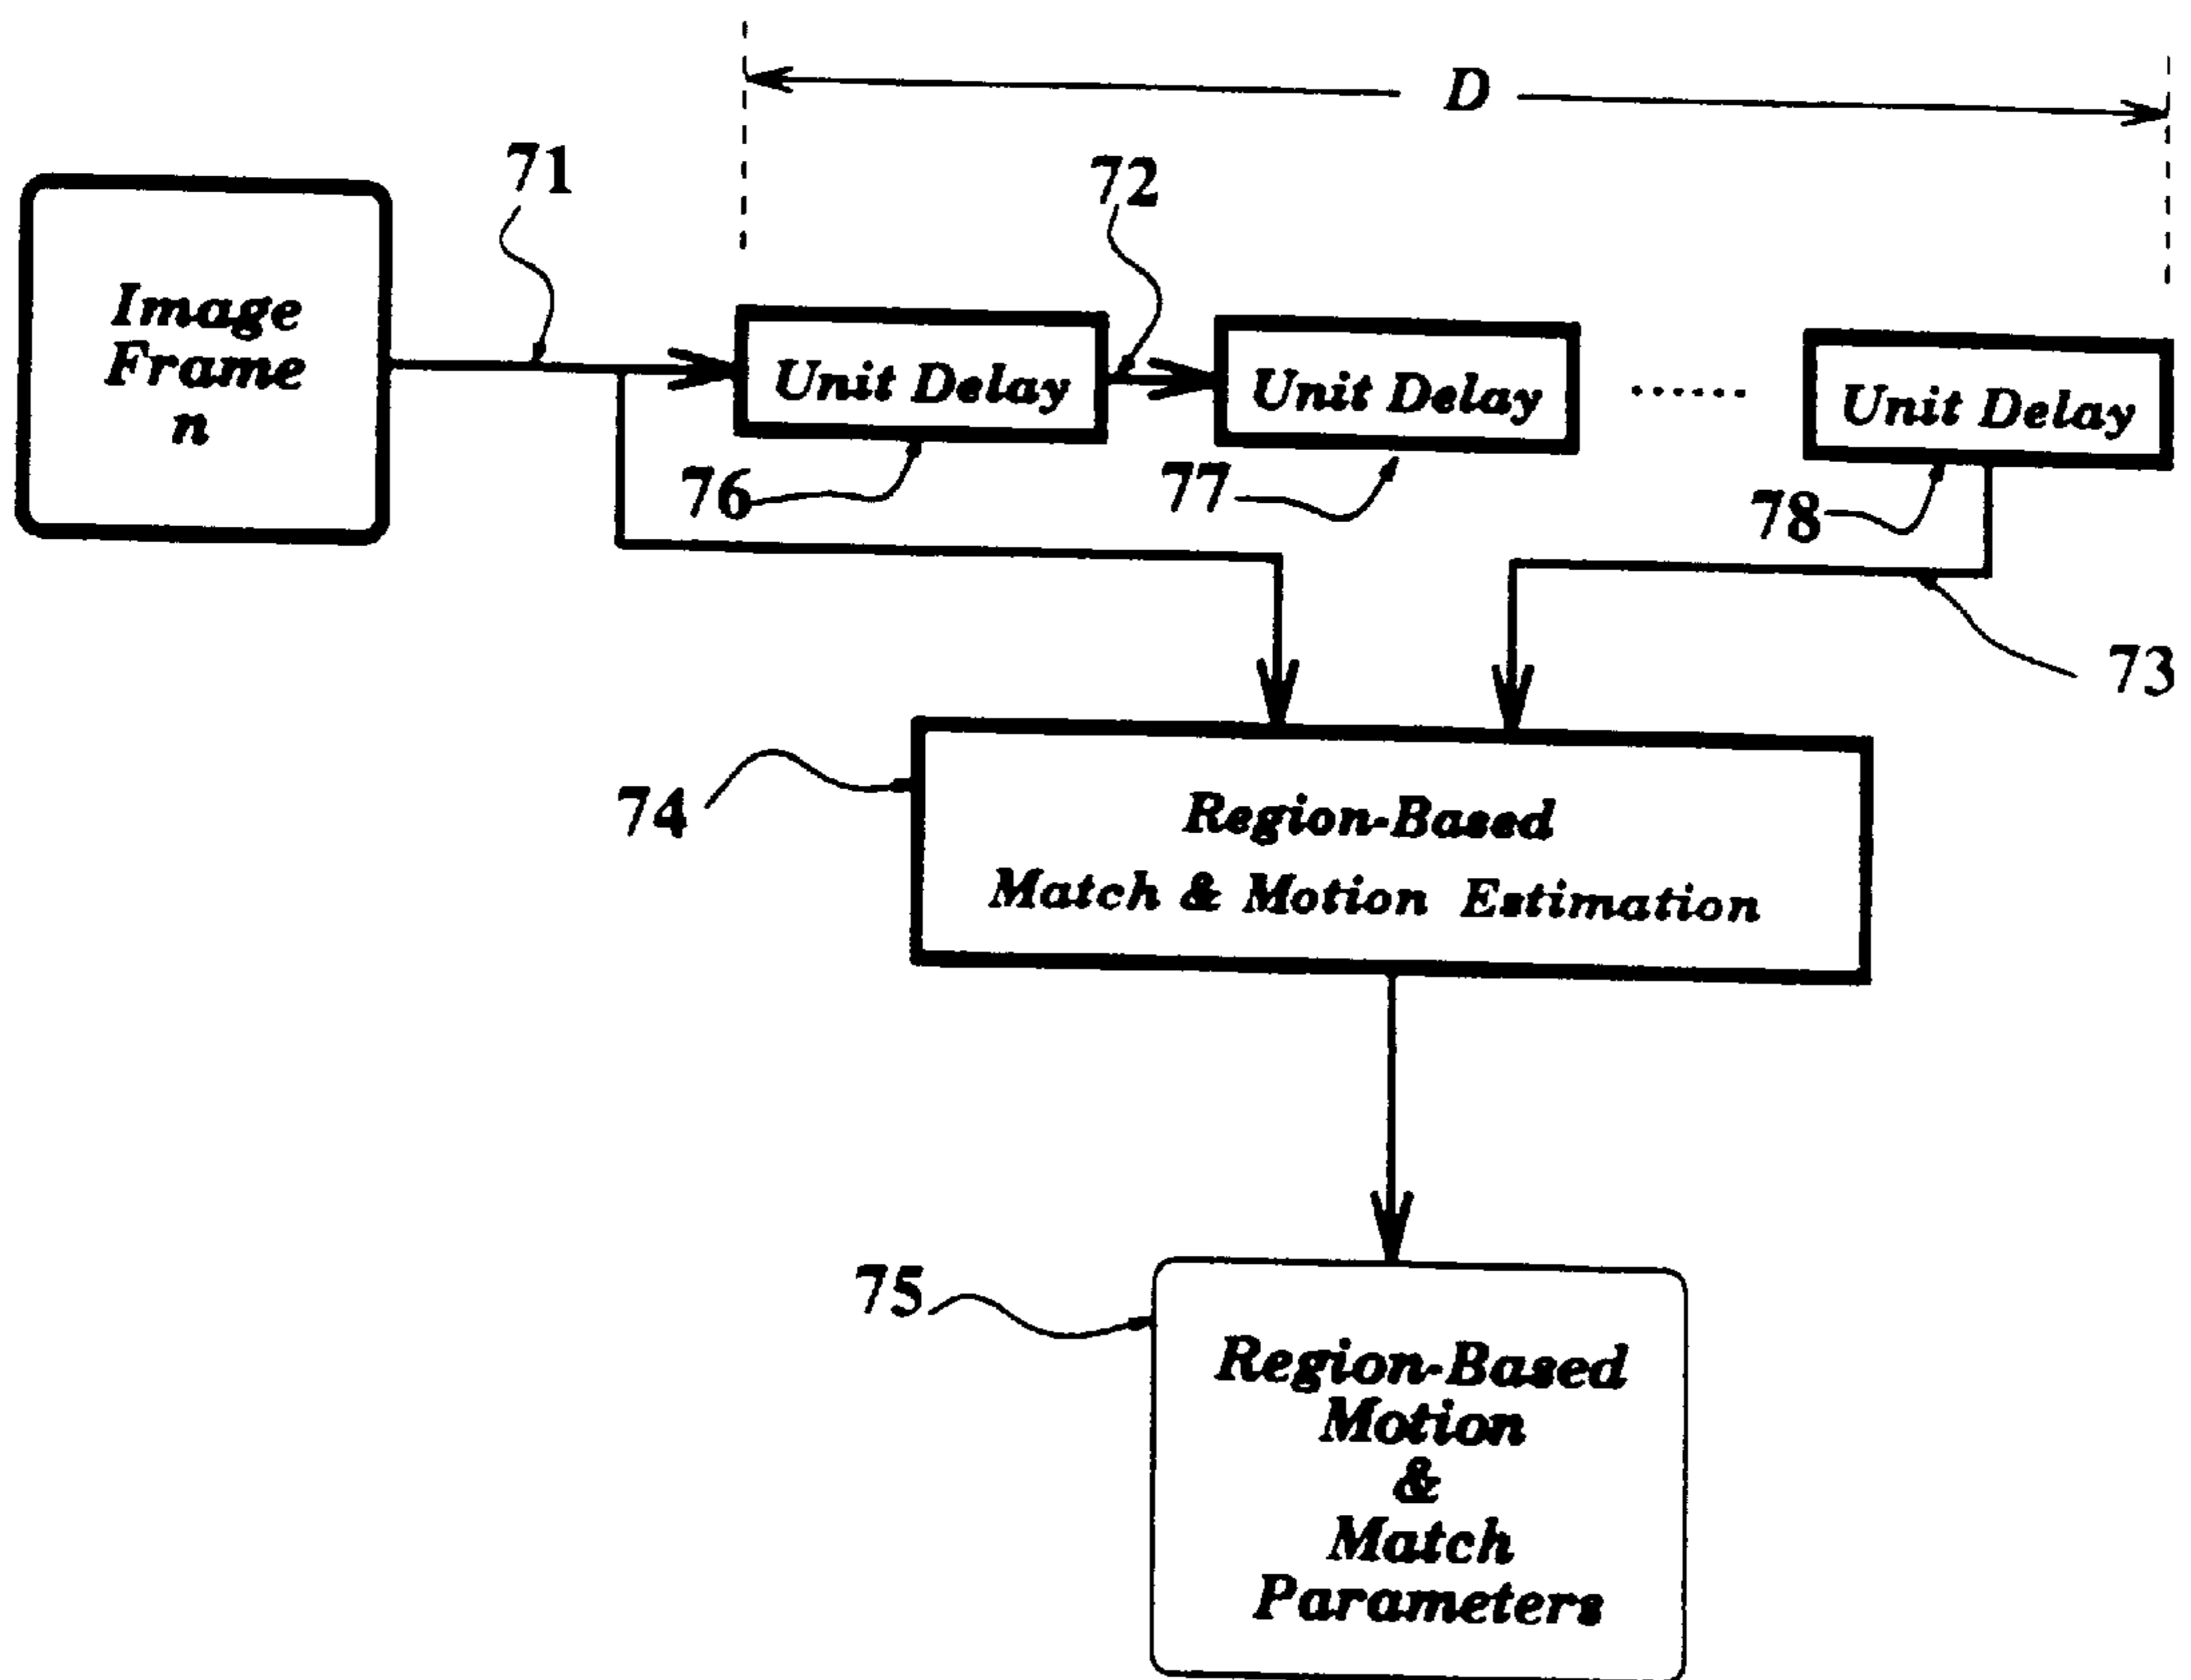 D
71
72
Image
Frame
n
Unit Delay
Unit Delay
......
Unit Delay
76
77
78
73
74
Region-Based
Match & Motion Estimation
75
Region-Based
Motion
&
Match
Parameters